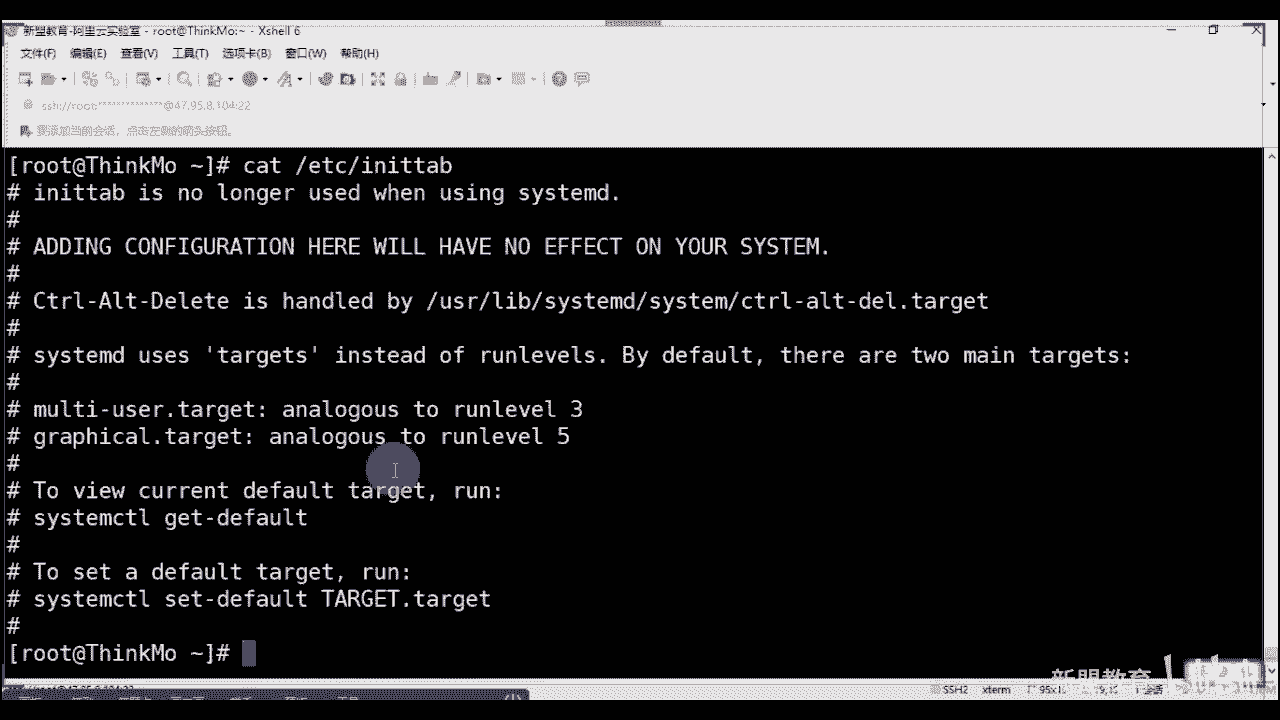 新盟教育-阿里云实验室 - root@ThinkMo:~ - Xshell 6
文件(F) 编辑(E) 查看(V) 工具(T) 选项卡(B) 窗口(W) 帮助(H)
ssh://root:**************@47.95.8.104:22
要添加当前会话，点击左侧的箭头按钮。
[root@ThinkMo ~]# cat /etc/inittab
# inittab is no longer used when using systemd.
#
# ADDING CONFIGURATION HERE WILL HAVE NO EFFECT ON YOUR SYSTEM.
#
# Ctrl-Alt-Delete is handled by /usr/lib/systemd/system/ctrl-alt-del.target
#
# systemd uses 'targets' instead of runlevels. By default, there are two main targets:
#
# multi-user.target: analogous to runlevel 3
# graphical.target: analogous to runlevel 5
#
# To view current default target, run:
# systemctl get-default
#
# To set a default target, run:
# systemctl set-default TARGET.target
#
[root@ThinkMo ~]#
新盟教育
SSH2 xterm